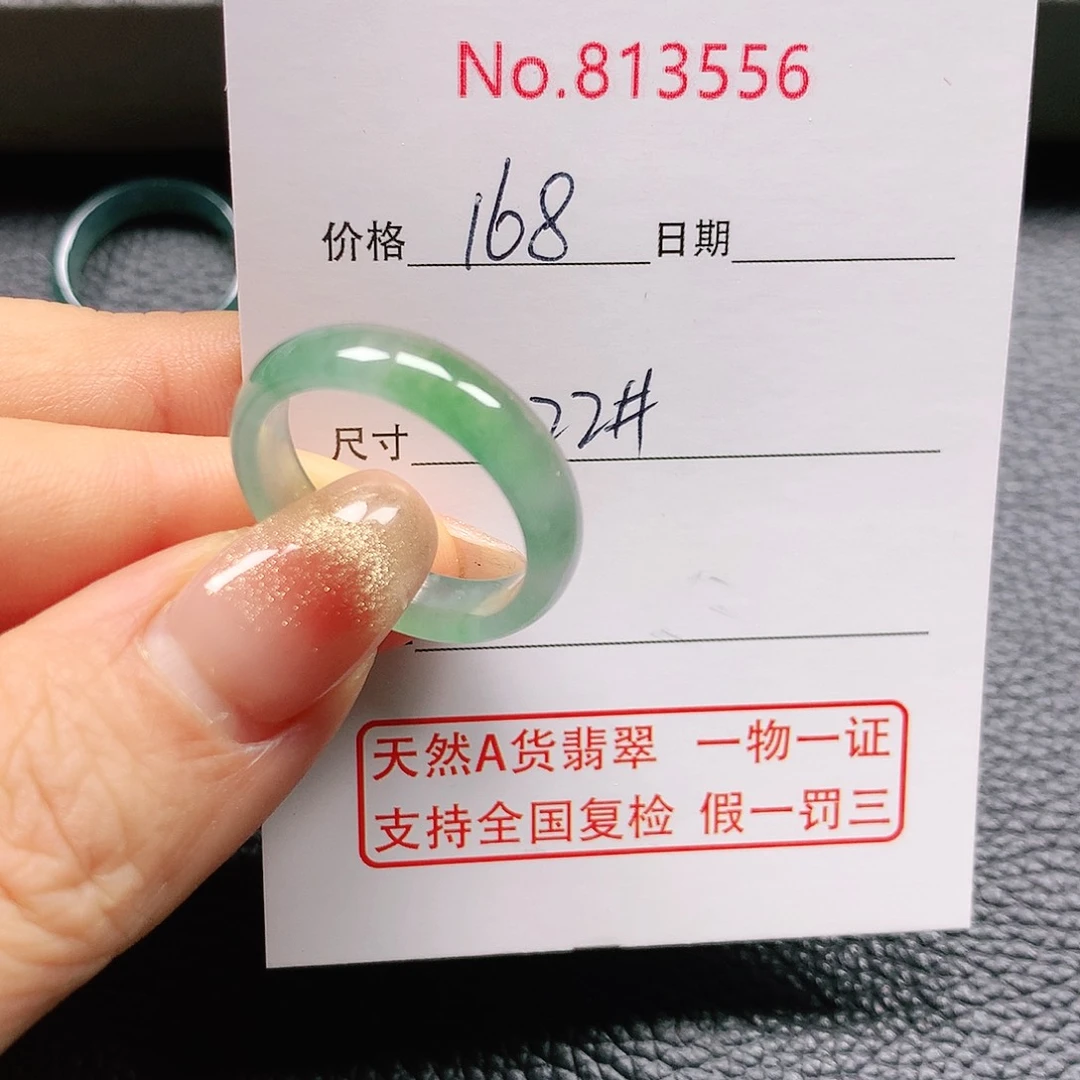 No.813556
价格 168 日期
尺寸 22#
天然A货翡翠 一物一证
支持全国复检 假一罚三